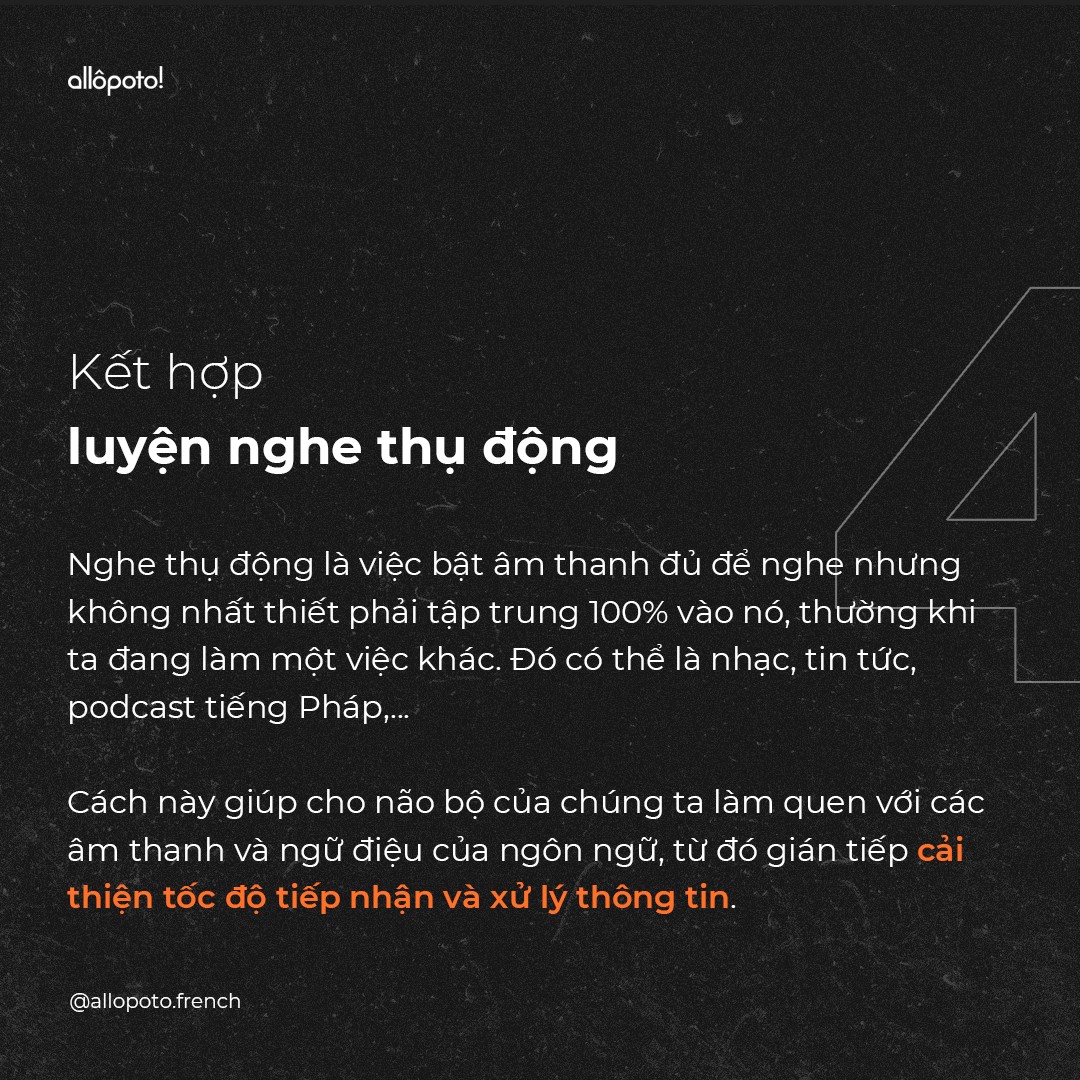 allôpoto!
4
Kết hợp
luyện nghe thụ động
Nghe thụ động là việc bật âm thanh đủ để nghe nhưng
không nhất thiết phải tập trung 100% vào nó, thường khi
ta đang làm một việc khác. Đó có thể là nhạc, tin tức,
podcast tiếng Pháp,...
Cách này giúp cho não bộ của chúng ta làm quen với các
âm thanh và ngữ điệu của ngôn ngữ, từ đó gián tiếp cải
thiện tốc độ tiếp nhận và xử lý thông tin.
@allopoto.french